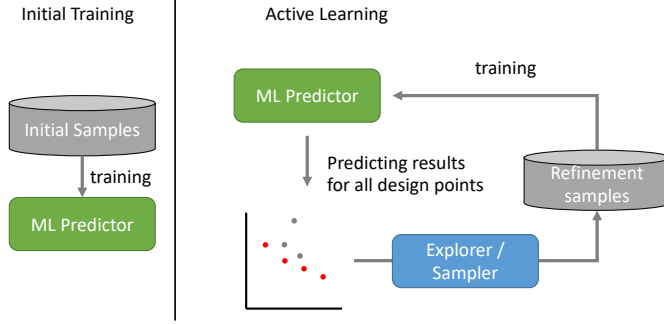 Initial Training
Initial Samples
training
ML Predictor
Active Learning
ML Predictor
training
Predicting results
for all design points
Explorer /
Sampler
Refinement
samples